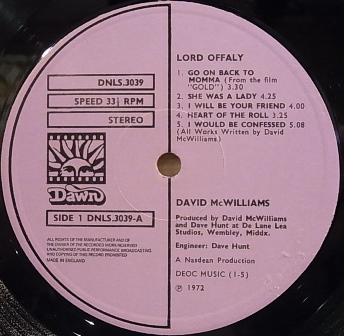 LORD OFFALY
DNLS.3039
SPEED 33⅓ RPM
STEREO
1. GO ON BACK TO
MOMMA (From the film
"GOLD") 3.30
2. SHE WAS A LADY 4.25
3. I WILL BE YOUR FRIEND 4.00
4. HEART OF THE ROLL 3.25
5. I WOULD BE CONFESSED 5.08
(All Works Written by David
McWilliams)
Dawn
SIDE 1 DNLS.3039-A
ALL RIGHTS OF THE MANUFACTURER AND OF
THE OWNER OF THE RECORDED WORK RESERVED
UNAUTHORISED PUBLIC PERFORMANCE BROADCASTING
AND COPYING OF THIS RECORD PROHIBITED
MADE IN ENGLAND
DAVID McWILLIAMS
Produced by David McWilliams
and Dave Hunt at De Lane Lea
Studios, Wembley, Middx.
Engineer: Dave Hunt
A Nasdean Production
DEOC MUSIC (1-5)
℗ 1972